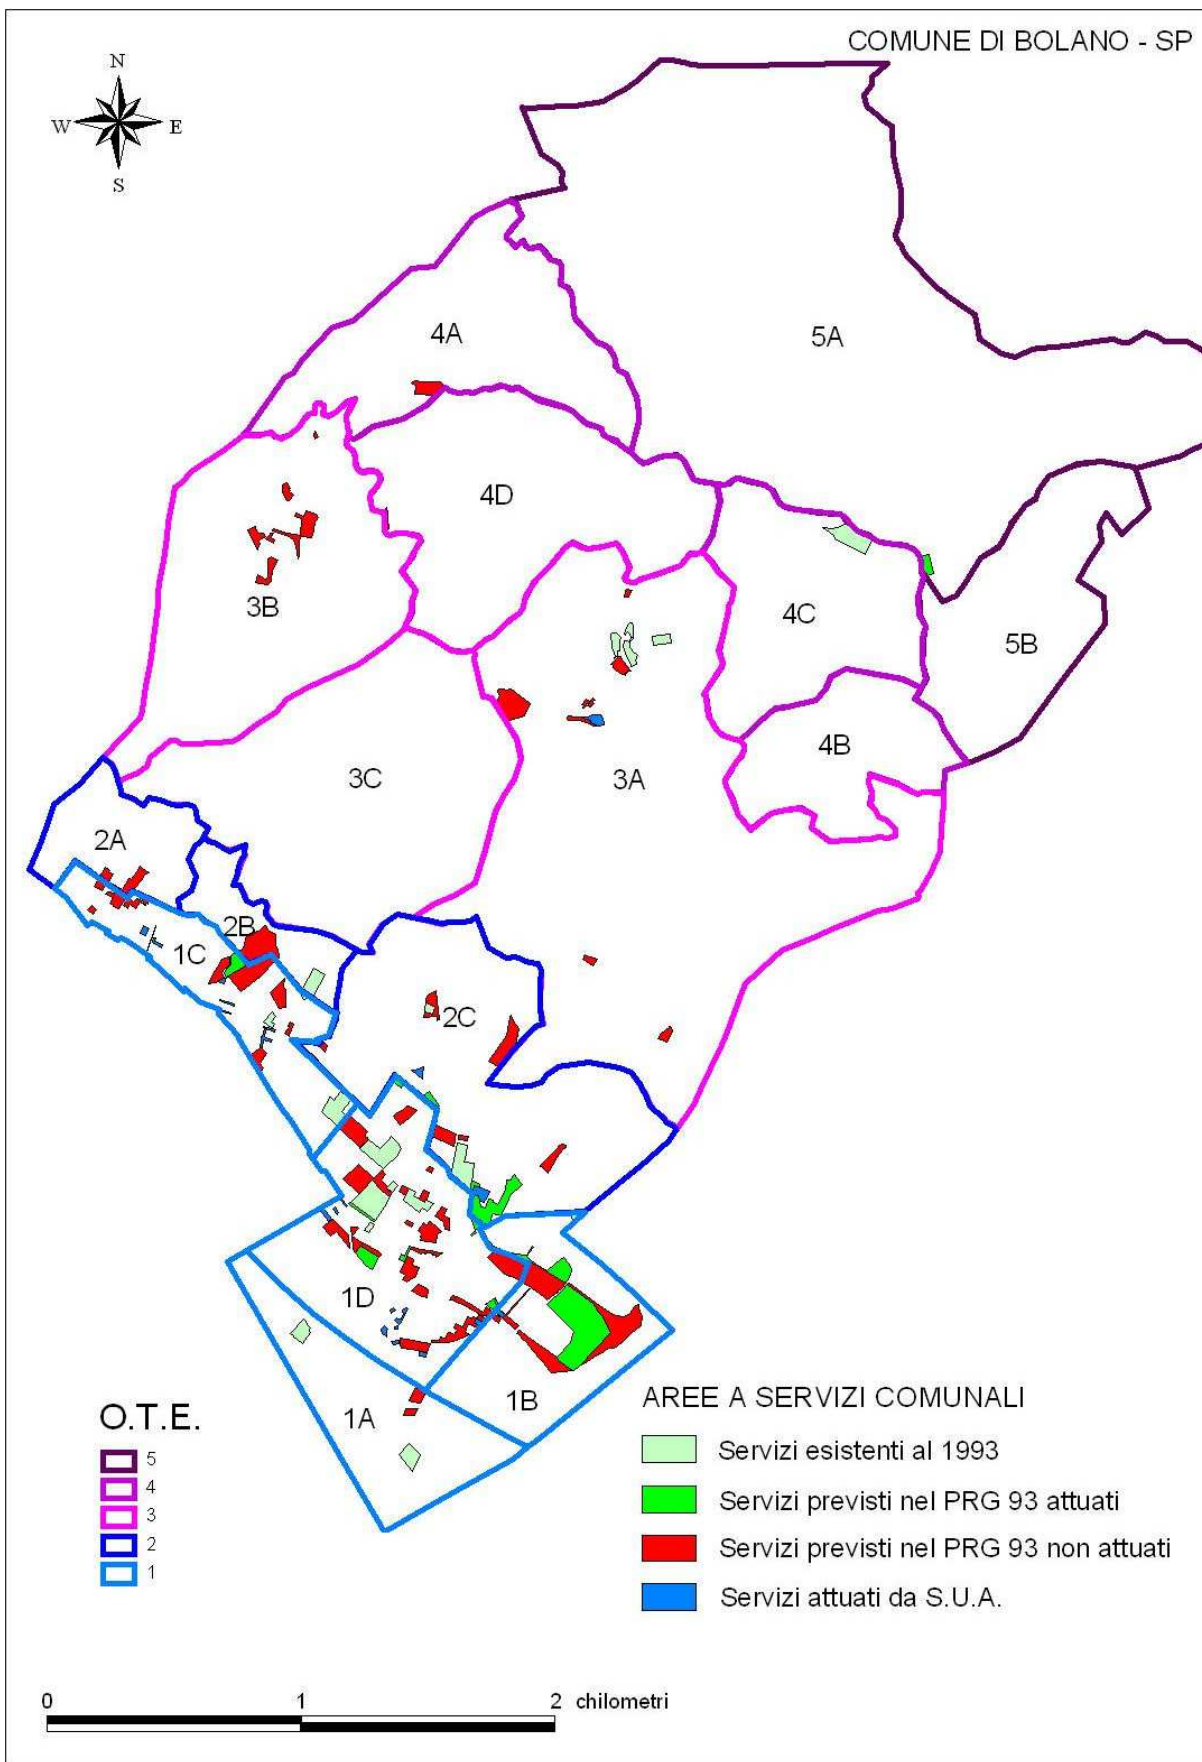 COMUNE DI BOLANO - SP
N
W E
S
4A
5A
4D
3B
4C
5B
4B
3C
3A
2A
2B
1C
2C
1D
1B
1A
O.T.E.
5
4
3
2
1
AREE A SERVIZI COMUNALI
Servizi esistenti al 1993
Servizi previsti nel PRG 93 attuati
Servizi previsti nel PRG 93 non attuati
Servizi attuati da S.U.A.
0 1 2 chilometri